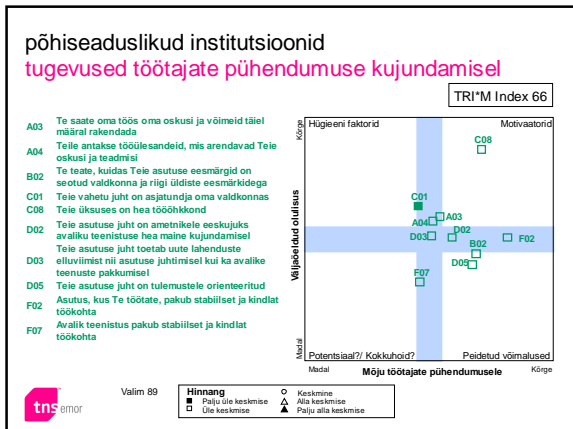 põhiseaduslikud institutsioonid
tugevused töötajate pühendumuse kujundamisel
TRI*M Index 66
A03 Te saate oma töös oma oskusi ja võimeid täiel
määral rakendada
A04 Teile antakse tööülesandeid, mis arendavad Teie
oskusi ja teadmisi
B02 Te teate, kuidas Teie asutuse eesmärgid on
seotud valdkonna ja riigi üldiste eesmärkidega
C01 Teie vahetu juht on asjatundja oma valdkonnas
C08 Teie üksuses on hea töööhkkond
D02 Teie asutuse juht on ametnikele eeskujuks
avaliku teenistuse hea maine kujundamisel
Teie asutuse juht toetab uute lahenduste
D03 elluviimist nii asutuse juhtimisel kui ka avalike
teenuste pakkumisel
D05 Teie asutuse juht on tulemustele orienteeritud
F02 Asutus, kus Te töötate, pakub stabiilset ja kindlat
töökohta
F07 Avalik teenistus pakub stabiilset ja kindlat
töökohta
Kõrge
Hügieeni faktorid
Motivaatorid
C08
C01
A03
A04
D03
D02
F02
B02
D05
F07
Väljaöeldud olulisus
Madal
Potentsiaal?/ Kokkuhoid?
Peidetud võimalused
Madal
Mõju töötajate pühendumusele
Kõrge
tns emor
Valim 89
Hinnang
Palju üle keskmise
Üle keskmise
Keskmine
Alla keskmise
Palju alla keskmise